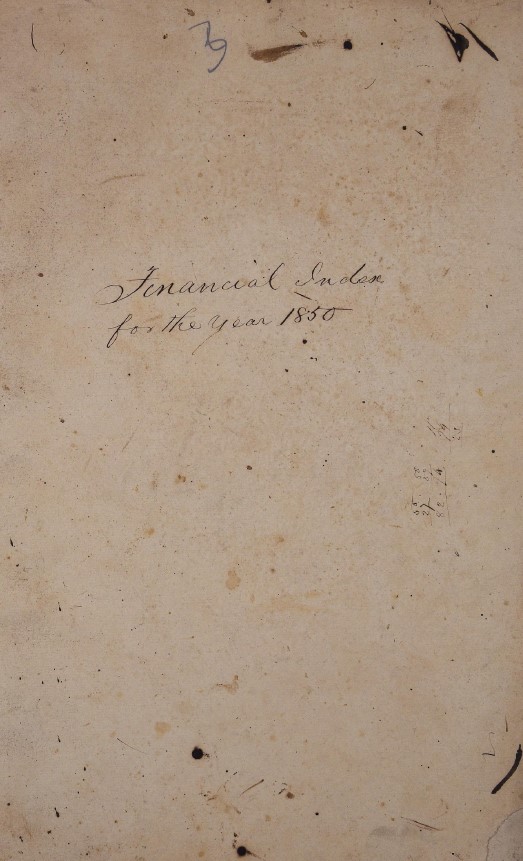 Financial Index
for the Year 1850